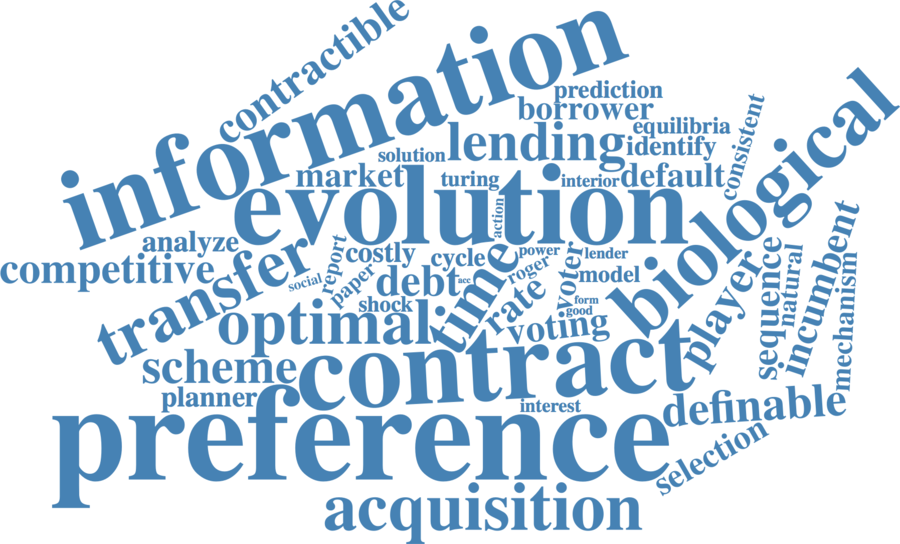 contractible
information
prediction
borrower
equilibria
consistent
biological
solution
lending
identify
market
turing
interior
default
evolution
action
analyze
report
costly
cycle
power
lender
voter
competitive
transfer
social
paper
debt
acc
time
roger
model
playere
sequence
natural
incumbent
mechanism
shock
rate
form
good
optimal
voting
scheme
contract
planner
interest
definable
preference
selection
acquisition